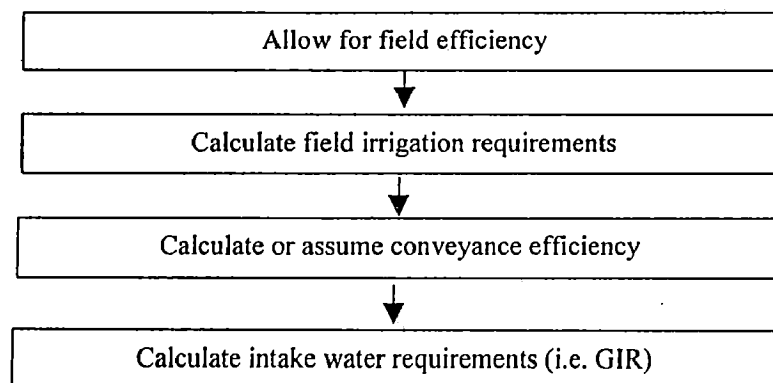 Allow for field efficiency
Calculate field irrigation requirements
Calculate or assume conveyance efficiency
Calculate intake water requirements (i.e. GIR)